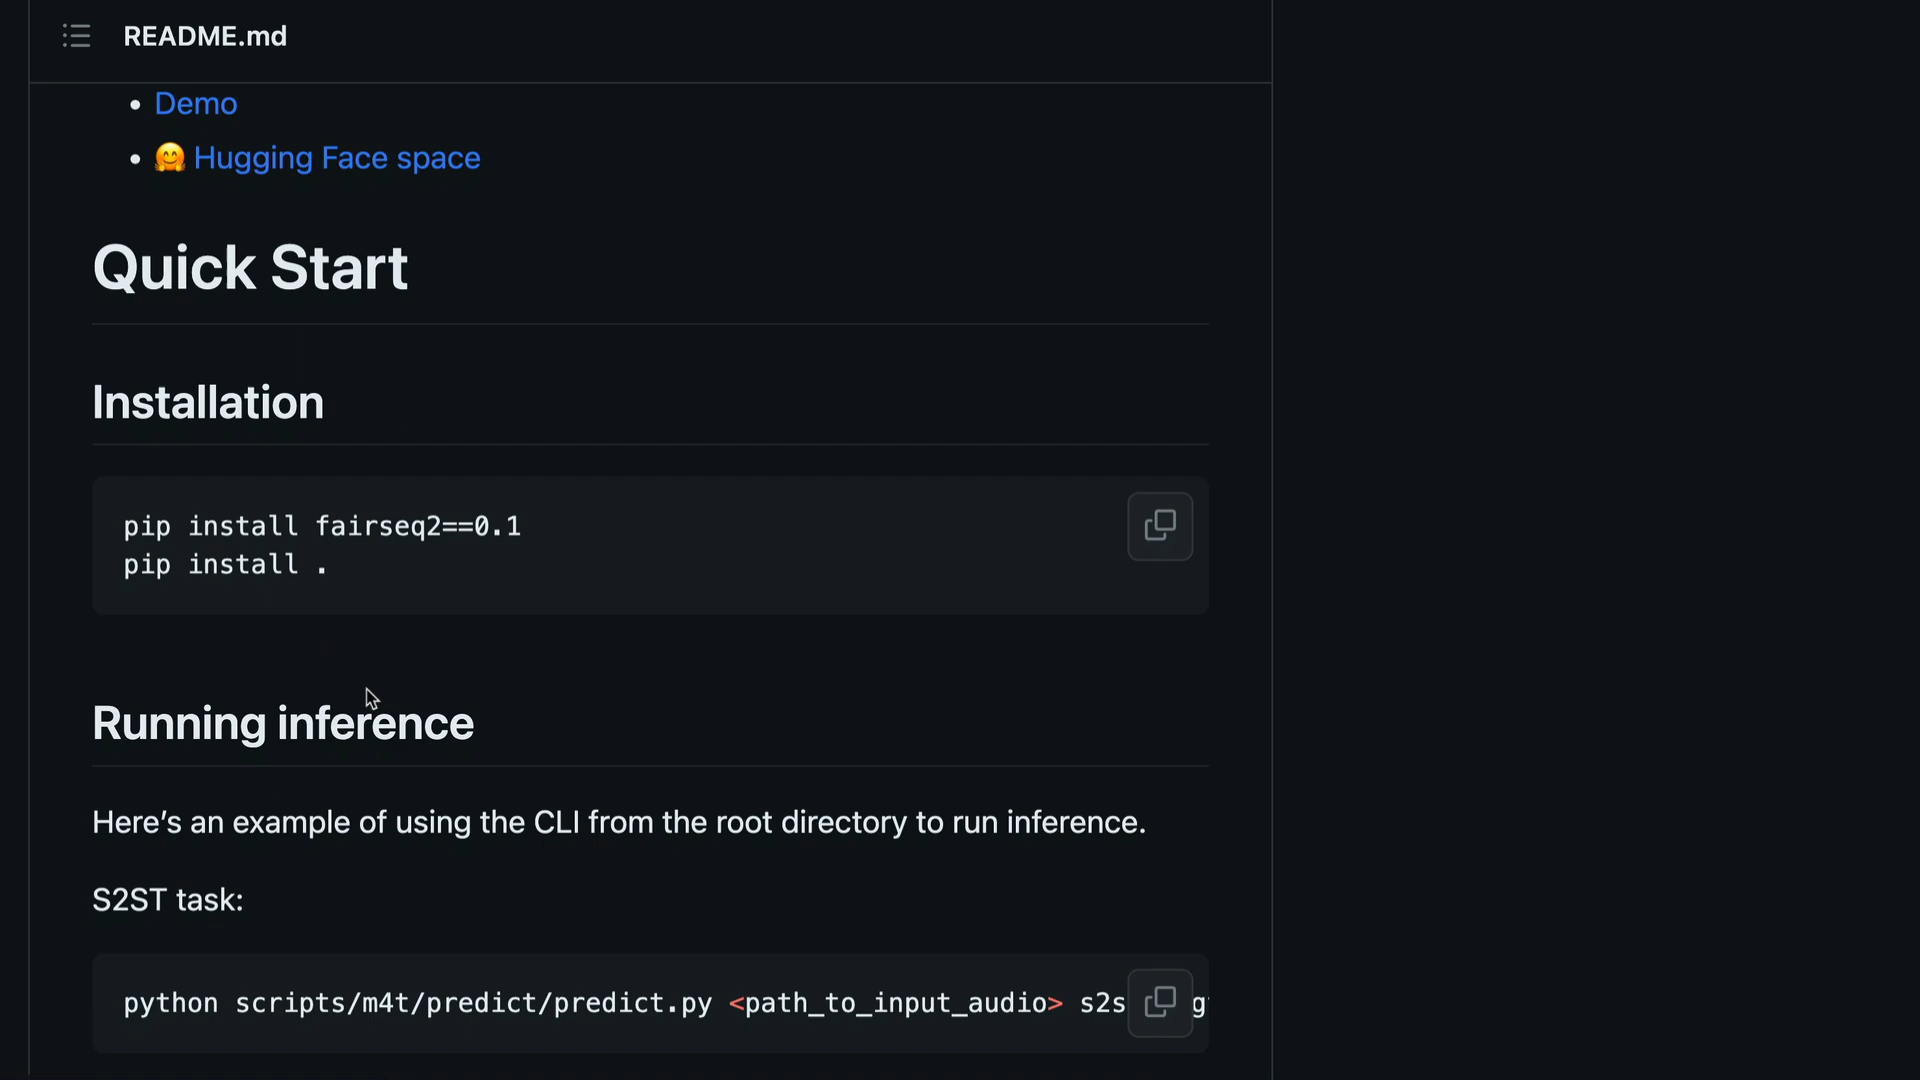 README.md
Demo
🤗 Hugging Face space
Quick Start
Installation
pip install fairseq2==0.1
pip install .
Running inference
Here’s an example of using the CLI from the root directory to run inference.
S2ST task:
python scripts/m4t/predict/predict.py <path_to_input_audio> s2s